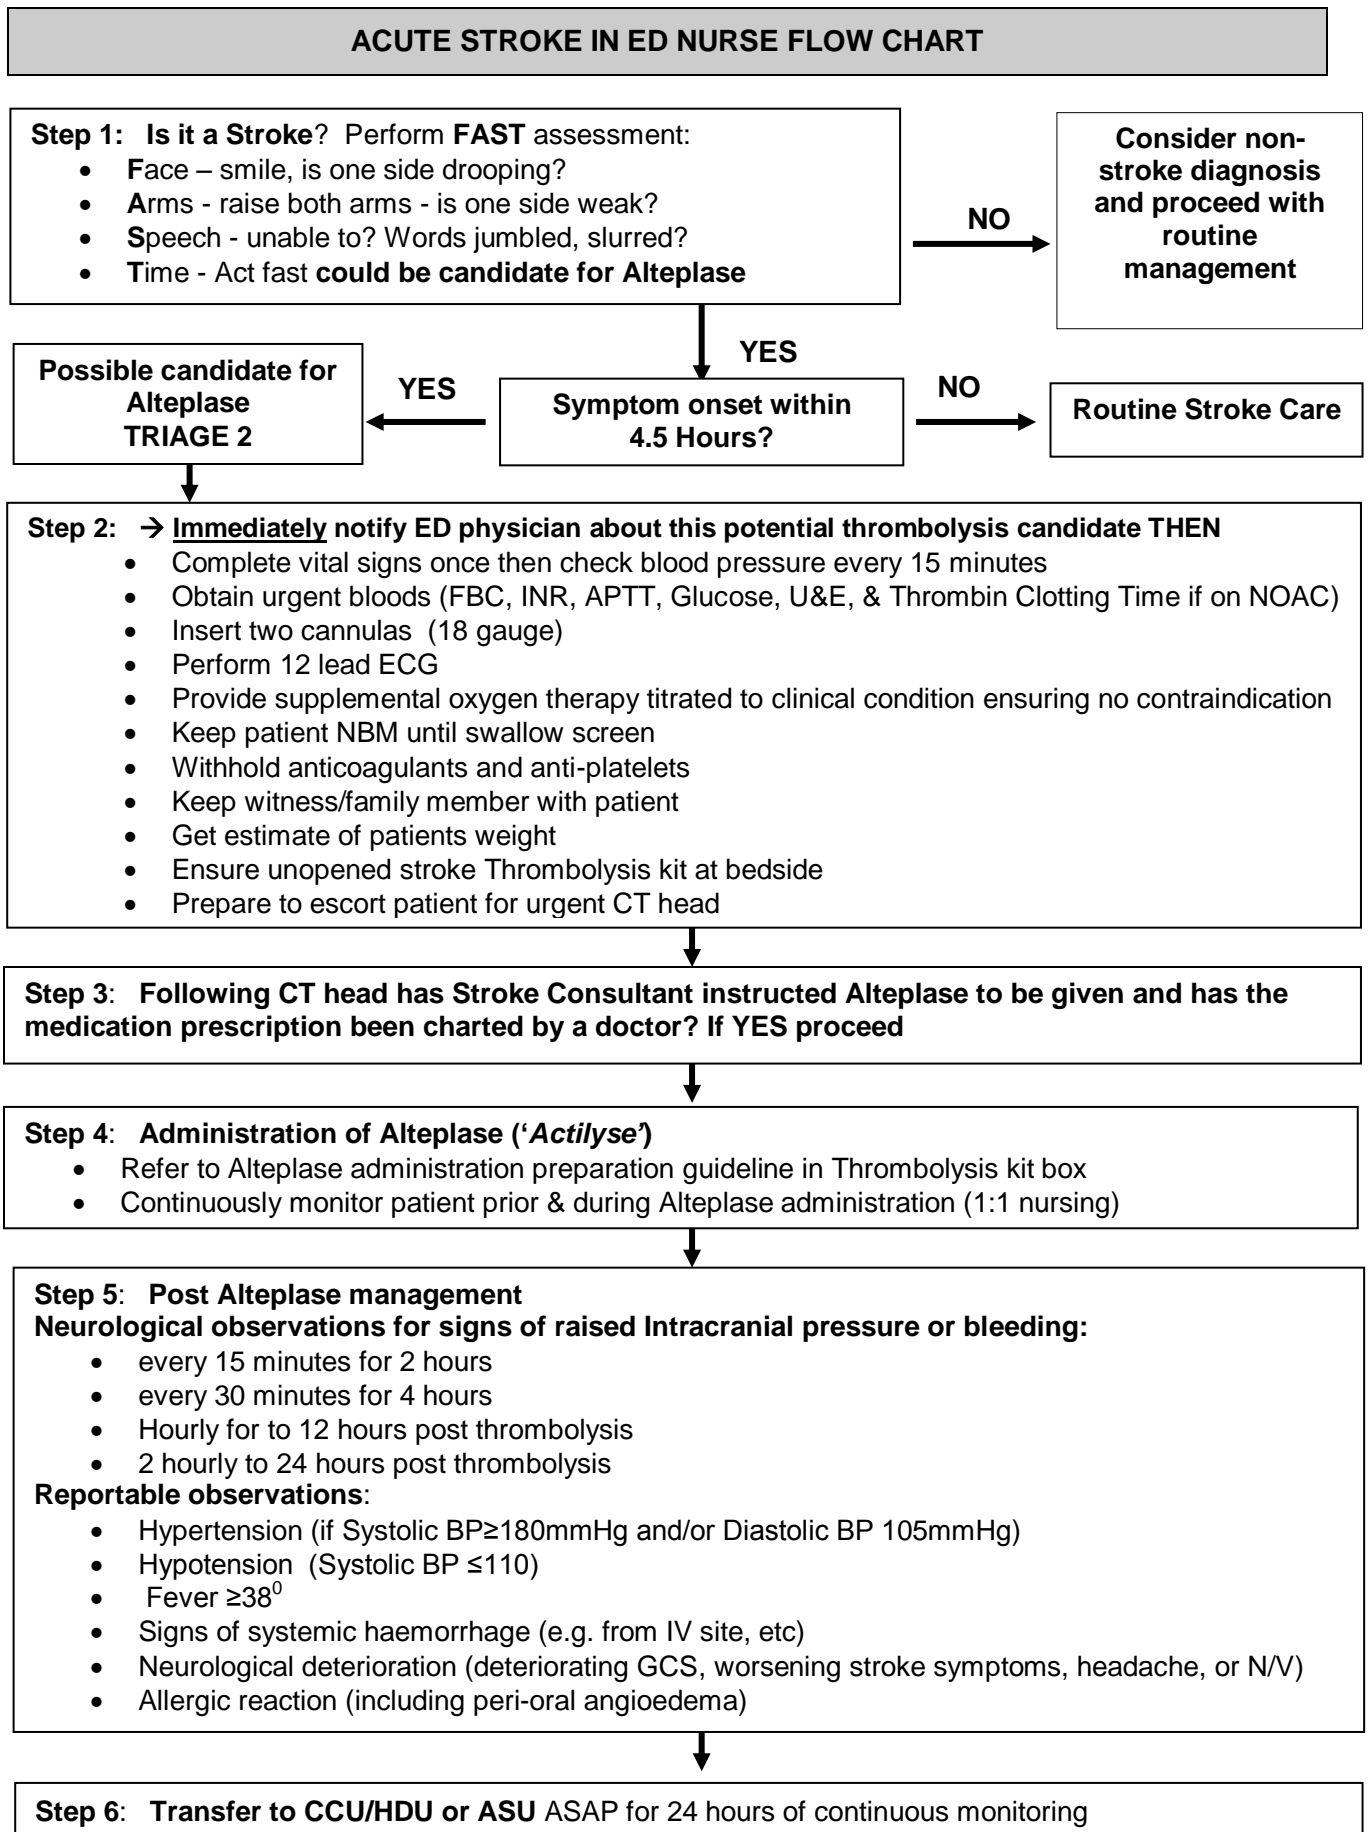 ACUTE STROKE IN ED NURSE FLOW CHART
Step 1: Is it a Stroke? Perform FAST assessment:
• Face – smile, is one side drooping?
• Arms - raise both arms - is one side weak?
• Speech - unable to? Words jumbled, slurred?
• Time - Act fast could be candidate for Alteplase
NO
Consider non-
stroke diagnosis
and proceed with
routine
management
YES
Possible candidate for
Alteplase
TRIAGE 2
YES
Symptom onset within
4.5 Hours?
NO
Routine Stroke Care
Step 2: → Immediately notify ED physician about this potential thrombolysis candidate THEN
• Complete vital signs once then check blood pressure every 15 minutes
• Obtain urgent bloods (FBC, INR, APTT, Glucose, U&E, & Thrombin Clotting Time if on NOAC)
• Insert two cannulas (18 gauge)
• Perform 12 lead ECG
• Provide supplemental oxygen therapy titrated to clinical condition ensuring no contraindication
• Keep patient NBM until swallow screen
• Withhold anticoagulants and anti-platelets
• Keep witness/family member with patient
• Get estimate of patients weight
• Ensure unopened stroke Thrombolysis kit at bedside
• Prepare to escort patient for urgent CT head
Step 3: Following CT head has Stroke Consultant instructed Alteplase to be given and has the
medication prescription been charted by a doctor? If YES proceed
Step 4: Administration of Alteplase (‘Actilyse’)
• Refer to Alteplase administration preparation guideline in Thrombolysis kit box
• Continuously monitor patient prior & during Alteplase administration (1:1 nursing)
Step 5: Post Alteplase management
Neurological observations for signs of raised Intracranial pressure or bleeding:
• every 15 minutes for 2 hours
• every 30 minutes for 4 hours
• Hourly for to 12 hours post thrombolysis
• 2 hourly to 24 hours post thrombolysis
Reportable observations:
• Hypertension (if Systolic BP≥180mmHg and/or Diastolic BP 105mmHg)
• Hypotension (Systolic BP ≤110)
• Fever ≥38⁰
• Signs of systemic haemorrhage (e.g. from IV site, etc)
• Neurological deterioration (deteriorating GCS, worsening stroke symptoms, headache, or N/V)
• Allergic reaction (including peri-oral angioedema)
Step 6: Transfer to CCU/HDU or ASU ASAP for 24 hours of continuous monitoring